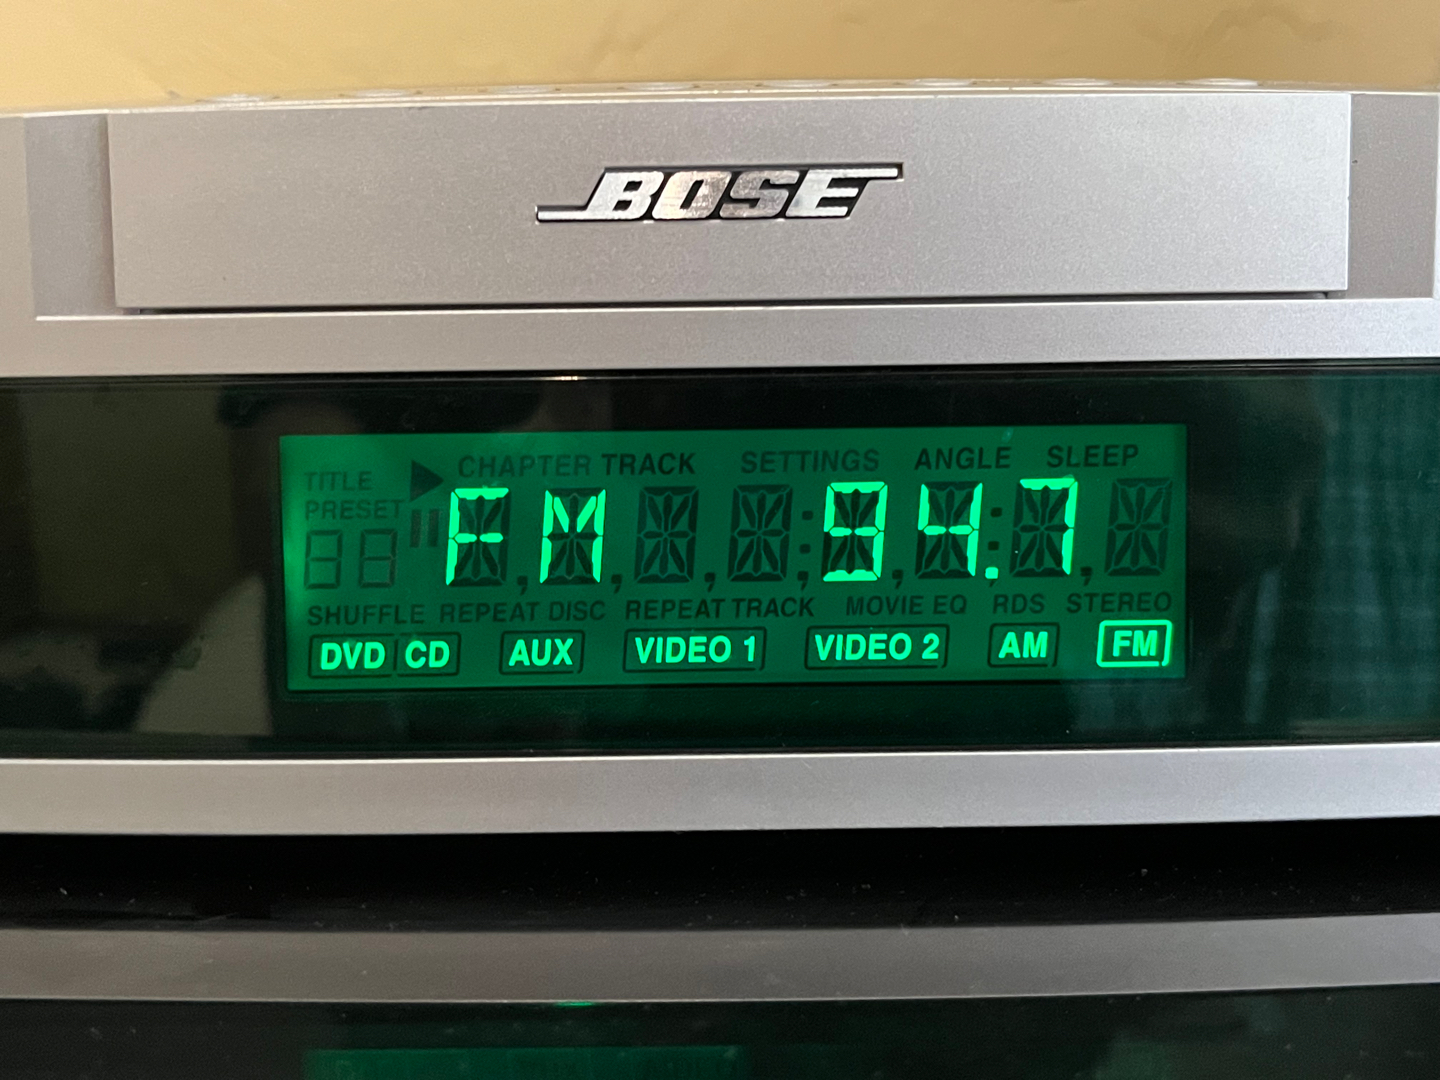 BOSE
TITLE CHAPTER TRACK SETTINGS ANGLE SLEEP
PRESET
FM 94.7
SHUFFLE REPEAT DISC REPEAT TRACK MOVIE EQ RDS STEREO
DVD CD AUX VIDEO 1 VIDEO 2 AM FM